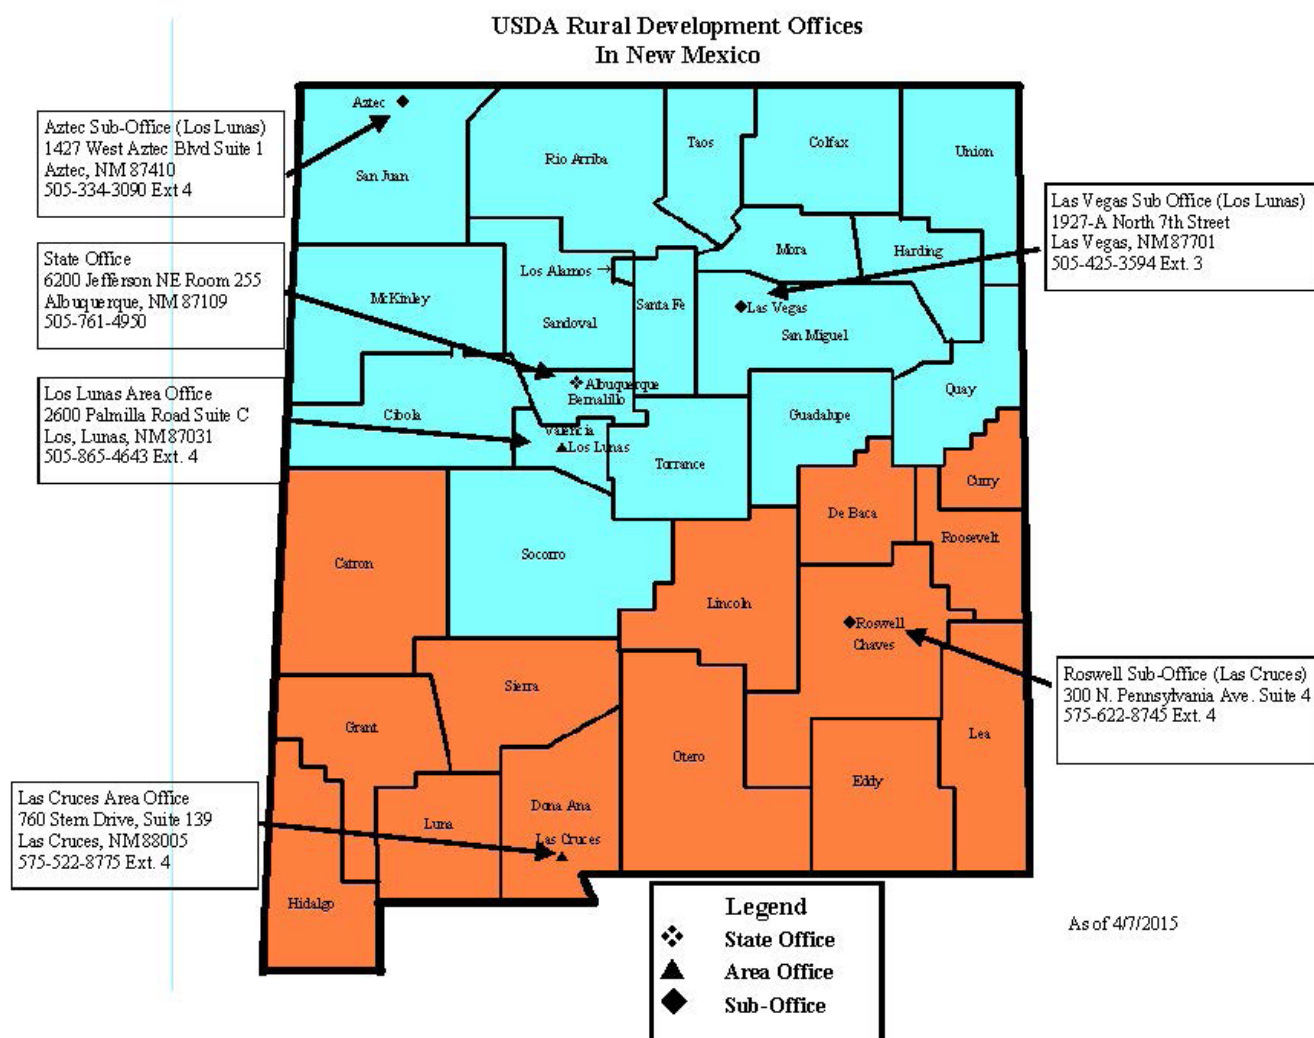 USDA Rural Development Offices
In New Mexico
Aztec Sub-Office (Los Lunas)
1427 West Aztec Blvd Suite 1
Aztec, NM 87410
505-334-3090 Ext 4
State Office
6200 Jefferson NE Room 255
Albuquerque, NM 87109
505-761-4950
Los Lunas Area Office
2600 Palmilla Road Suite C
Los, Lunas, NM 87031
505-865-4643 Ext. 4
Las Cruces Area Office
760 Stern Drive, Suite 139
Las Cruces, NM 88005
575-522-8775 Ext. 4
Las Vegas Sub Office (Los Lunas)
1927-A North 7th Street
Las Vegas, NM 87701
505-425-3594 Ext. 3
Roswell Sub-Office (Las Cruces)
300 N. Pennsylvania Ave. Suite 4
575-622-8745 Ext. 4
Aztec
San Juan
Rio Arriba
Taos
Colfax
Union
Mora
Harding
Los Alamos
McKinley
Sandoval
Santa Fe
Las Vegas
San Miguel
Albuquerque
Bernalillo
Cibola
Valencia
Los Lunas
Torrance
Guadalupe
Quay
Curry
De Baca
Roosevelt
Catron
Socorro
Lincoln
Roswell
Chaves
Sierra
Grant
Otero
Lea
Eddy
Luna
Dona Ana
Las Cruces
Hidalgo
Legend
State Office
Area Office
Sub-Office
As of 4/7/2015